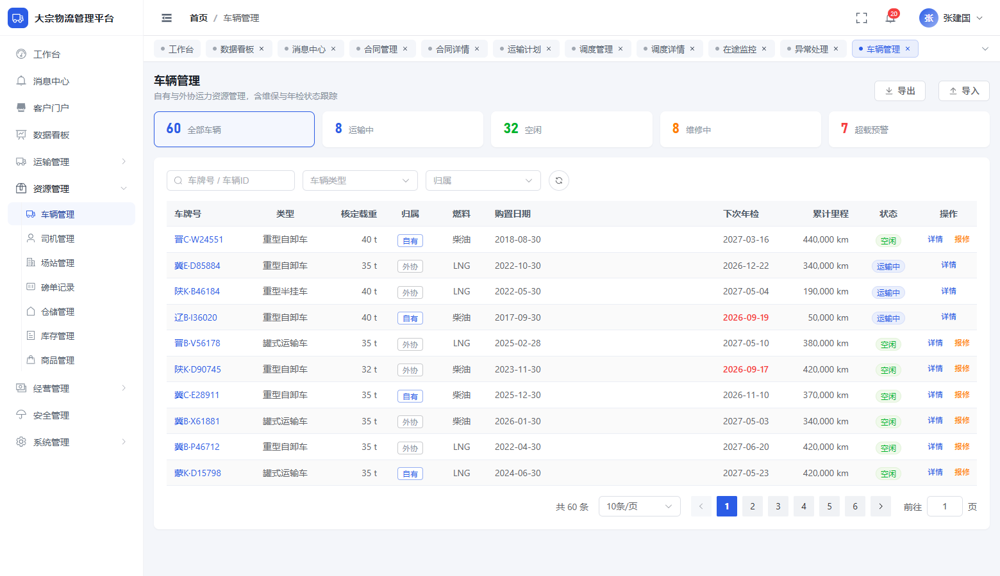 大宗物流管理平台
首页 / 车辆管理
20
张 张建国
工作台
消息中心
客户门户
数据看板
运输管理
资源管理
车辆管理
司机管理
场站管理
磅单记录
仓储管理
库存管理
商品管理
经营管理
安全管理
系统管理
工作台 数据看板 × 消息中心 × 合同管理 × 合同详情 × 运输计划 × 调度管理 × 调度详情 × 在途监控 × 异常处理 × 车辆管理 ×
车辆管理
自有与外协运力资源管理，含维保与年检状态跟踪
导出 导入
60 全部车辆 8 运输中 32 空闲 8 维修中 7 超载预警
车牌号 / 车辆ID 车辆类型 归属
车牌号 类型 核定载重 归属 燃料 购置日期 下次年检 累计里程 状态 操作
晋C·W24551 重型自卸车 40 t 自有 柴油 2018-08-30 2027-03-16 440,000 km 空闲 详情 报修
冀E·D85884 重型自卸车 35 t 外协 LNG 2022-10-30 2026-12-22 340,000 km 运输中 详情
陕K·B46184 重型半挂车 40 t 外协 LNG 2022-05-30 2027-05-04 190,000 km 运输中 详情
辽B·I36020 重型自卸车 40 t 自有 柴油 2017-09-30 2026-09-19 50,000 km 运输中 详情
晋B·V56178 罐式运输车 35 t 外协 LNG 2025-02-28 2027-05-10 380,000 km 空闲 详情 报修
陕K·D90745 重型自卸车 32 t 外协 柴油 2023-11-30 2026-09-17 420,000 km 空闲 详情 报修
冀C·E28911 重型自卸车 35 t 自有 柴油 2025-12-30 2026-11-10 370,000 km 空闲 详情 报修
冀B·X61881 罐式运输车 35 t 外协 柴油 2026-01-30 2027-05-03 340,000 km 空闲 详情 报修
冀B·P46712 重型自卸车 35 t 外协 LNG 2022-04-30 2027-06-20 420,000 km 空闲 详情 报修
蒙K·D15798 罐式运输车 35 t 自有 LNG 2024-06-30 2027-05-23 420,000 km 空闲 详情 报修
共 60 条 10条/页 1 2 3 4 5 6 前往 1 页